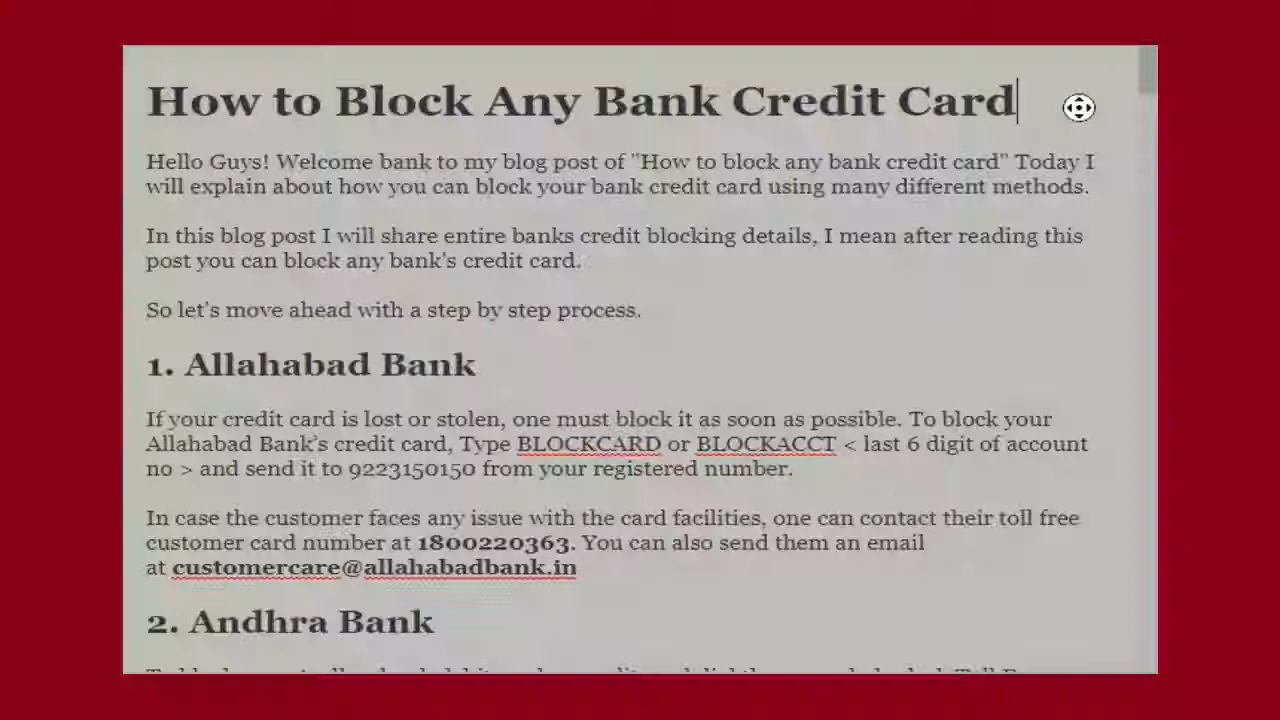 How to Block Any Bank Credit Card
Hello Guys! Welcome bank to my blog post of "How to block any bank credit card" Today I
will explain about how you can block your bank credit card using many different methods.
In this blog post I will share entire banks credit blocking details, I mean after reading this
post you can block any bank's credit card.
So let's move ahead with a step by step process.
1. Allahabad Bank
If your credit card is lost or stolen, one must block it as soon as possible. To block your
Allahabad Bank's credit card, Type BLOCKCARD or BLOCKACCT < last 6 digit of account
no > and send it to 9223150150 from your registered number.
In case the customer faces any issue with the card facilities, one can contact their toll free
customer card number at 1800220363. You can also send them an email
at customercare@allahabadbank.in
2. Andhra Bank